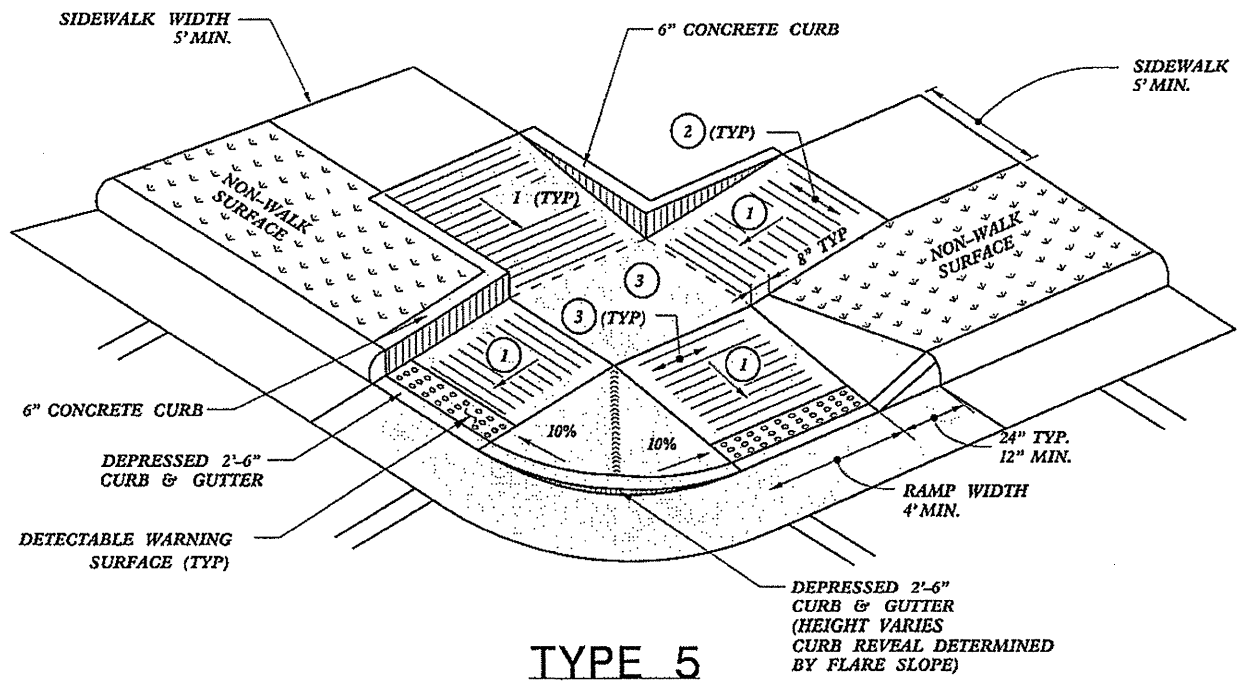 SIDEWALK WIDTH
5' MIN.
6" CONCRETE CURB
SIDEWALK
5' MIN.
2 (TYP)
NON-WALK
SURFACE
1 (TYP)
1
8" TYP
NON-WALK
SURFACE
3
3 (TYP)
1
1
6" CONCRETE CURB
10%
10%
24" TYP.
12" MIN.
DEPRESSED 2'-6"
CURB & GUTTER
RAMP WIDTH
4' MIN.
DETECTABLE WARNING
SURFACE (TYP)
DEPRESSED 2'-6"
CURB & GUTTER
(HEIGHT VARIES
CURB REVEAL DETERMINED
BY FLARE SLOPE)
TYPE 5